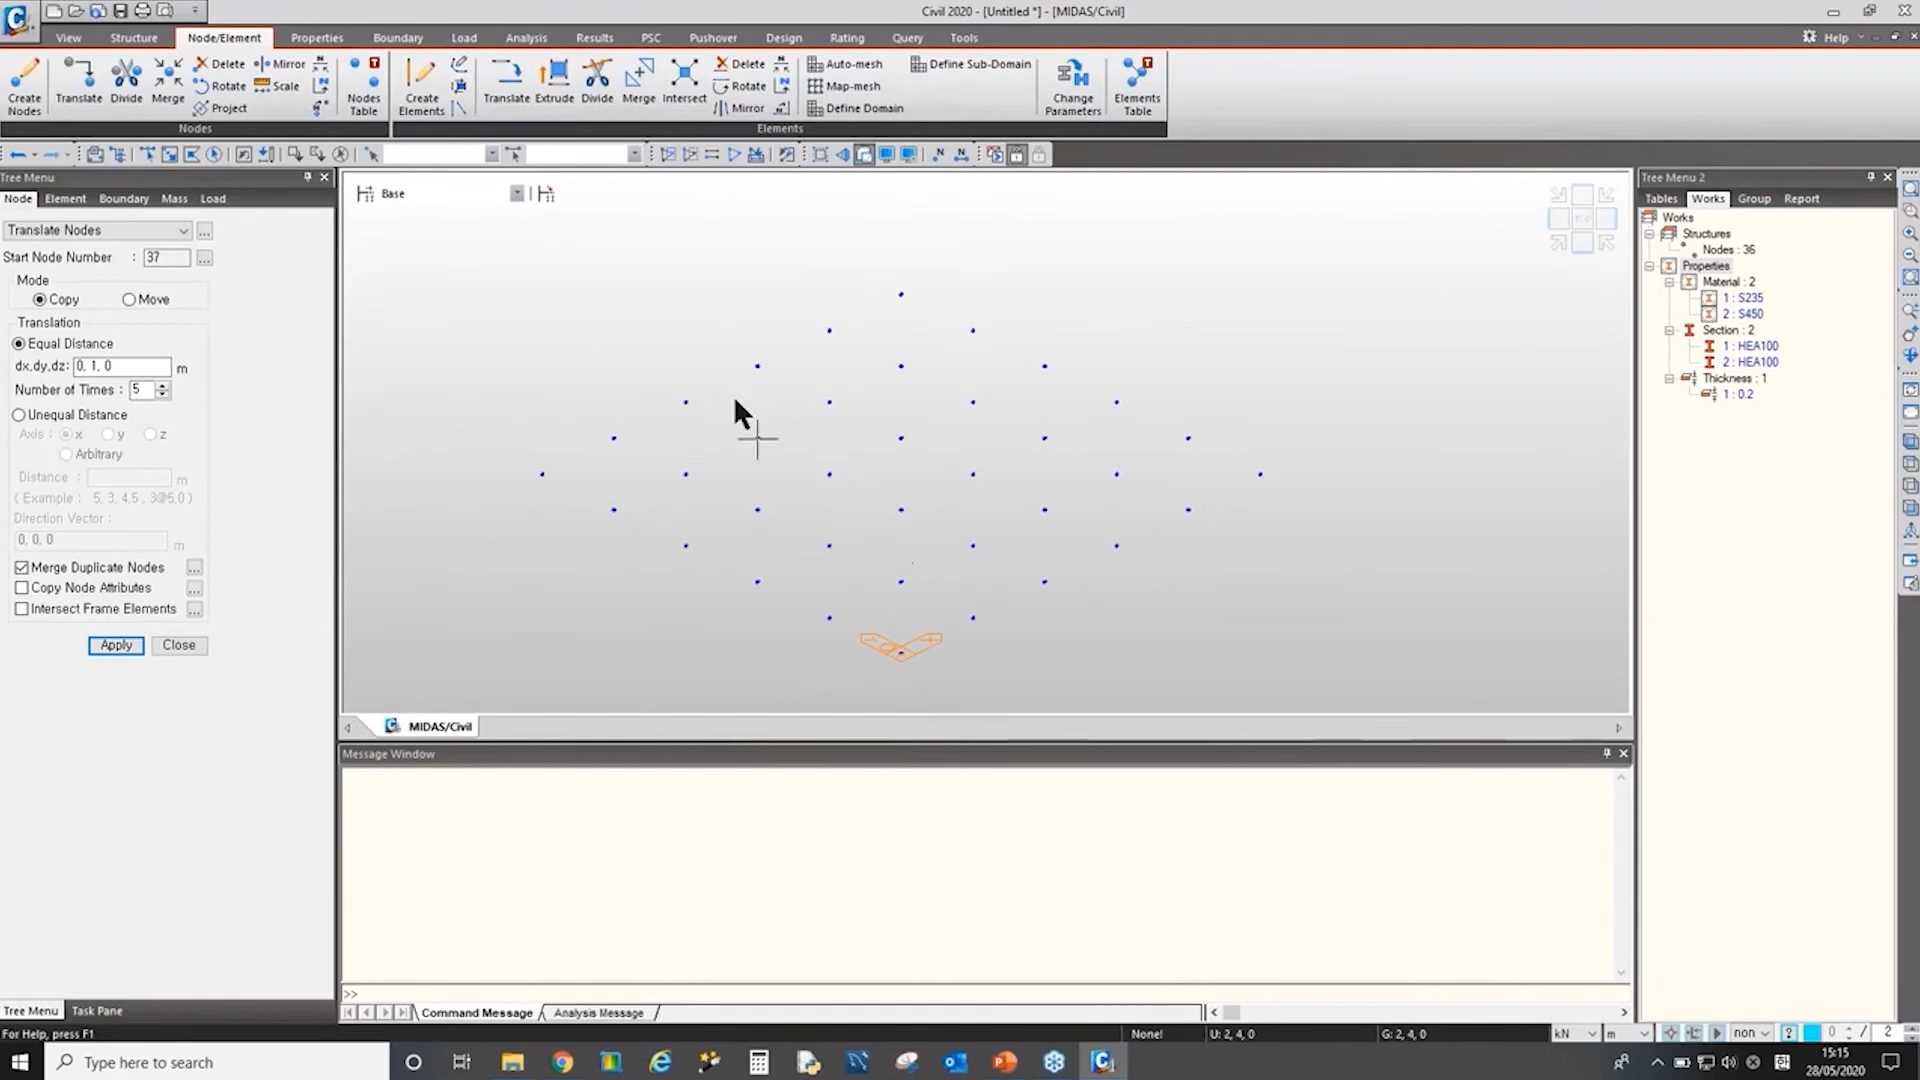 Civil 2020 - [Untitled *] - [MIDAS/Civil]
View Structure Node/Element Properties Boundary Load Analysis Results PSC Pushover Design Rating Query Tools Help
Create Nodes
Translate
Divide
Merge
Delete
Rotate
Project
Mirror
Scale
Nodes Table
Create Elements
Translate
Extrude
Divide
Merge
Intersect
Delete
Rotate
Mirror
Auto-mesh
Map-mesh
Define Domain
Define Sub-Domain
Change Parameters
Elements Table
Nodes
Elements
Tree Menu
Node Element Boundary Mass Load
Translate Nodes
...
Start Node Number : 37
...
Mode
Copy Move
Translation
Equal Distance
dx,dy,dz: 0, 1, 0 m
Number of Times : 5
Unequal Distance
Axis : x y z
Arbitrary
Distance : m
( Example : 5, 3, 4.5 , 3@5.0 )
Direction Vector :
0, 0, 0 m
Merge Duplicate Nodes ...
Copy Node Attributes ...
Intersect Frame Elements ...
Apply Close
Tree Menu Task Pane
Base
TOP
MIDAS/Civil
Message Window
>>
Command Message Analysis Message
Tree Menu 2
Tables Works Group Report
Works
Structures
Nodes : 36
Properties
Material : 2
1 : S235
2 : S450
Section : 2
1 : HEA100
2 : HEA100
Thickness : 1
1 : 0.2
For Help, press F1
None! U: 2, 4, 0 G: 2, 4, 0 kN m non ? 0 / 2
Type here to search
15:15
28/05/2020